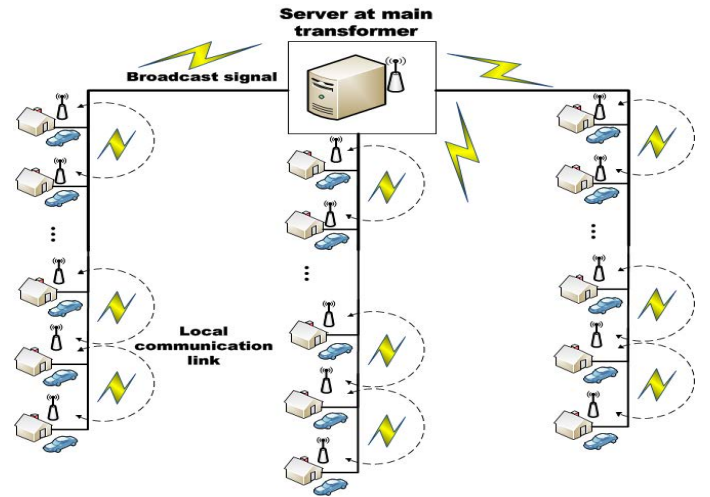 Server at main
transformer
Broadcast signal
Local
communication
link